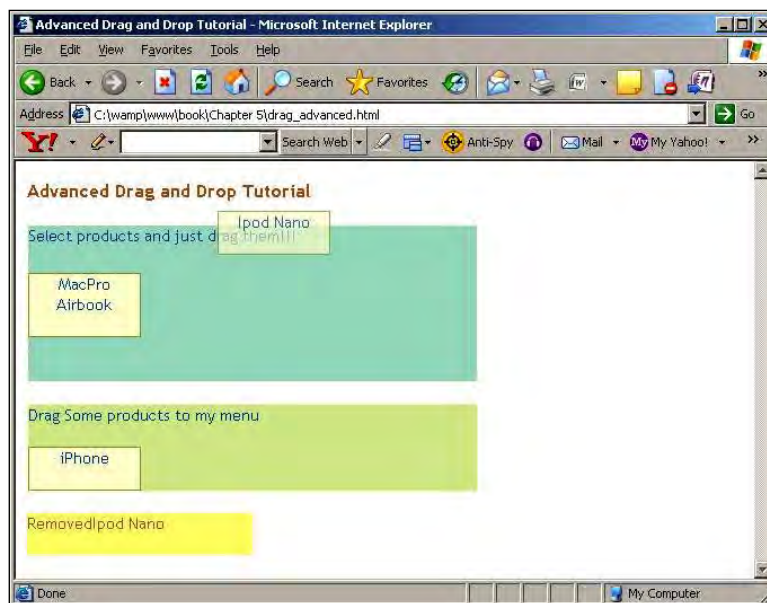 Advanced Drag and Drop Tutorial - Microsoft Internet Explorer
File Edit View Favorites Tools Help
Back Search Favorites
Address C:\wamp\www\book\Chapter 5\drag_advanced.html Go
Y! Search Web Anti-Spy Mail My My Yahoo!
Advanced Drag and Drop Tutorial
Ipod Nano
Select products and just drag them!!!
MacPro
Airbook
Drag Some products to my menu
iPhone
RemovedIpod Nano
Done My Computer